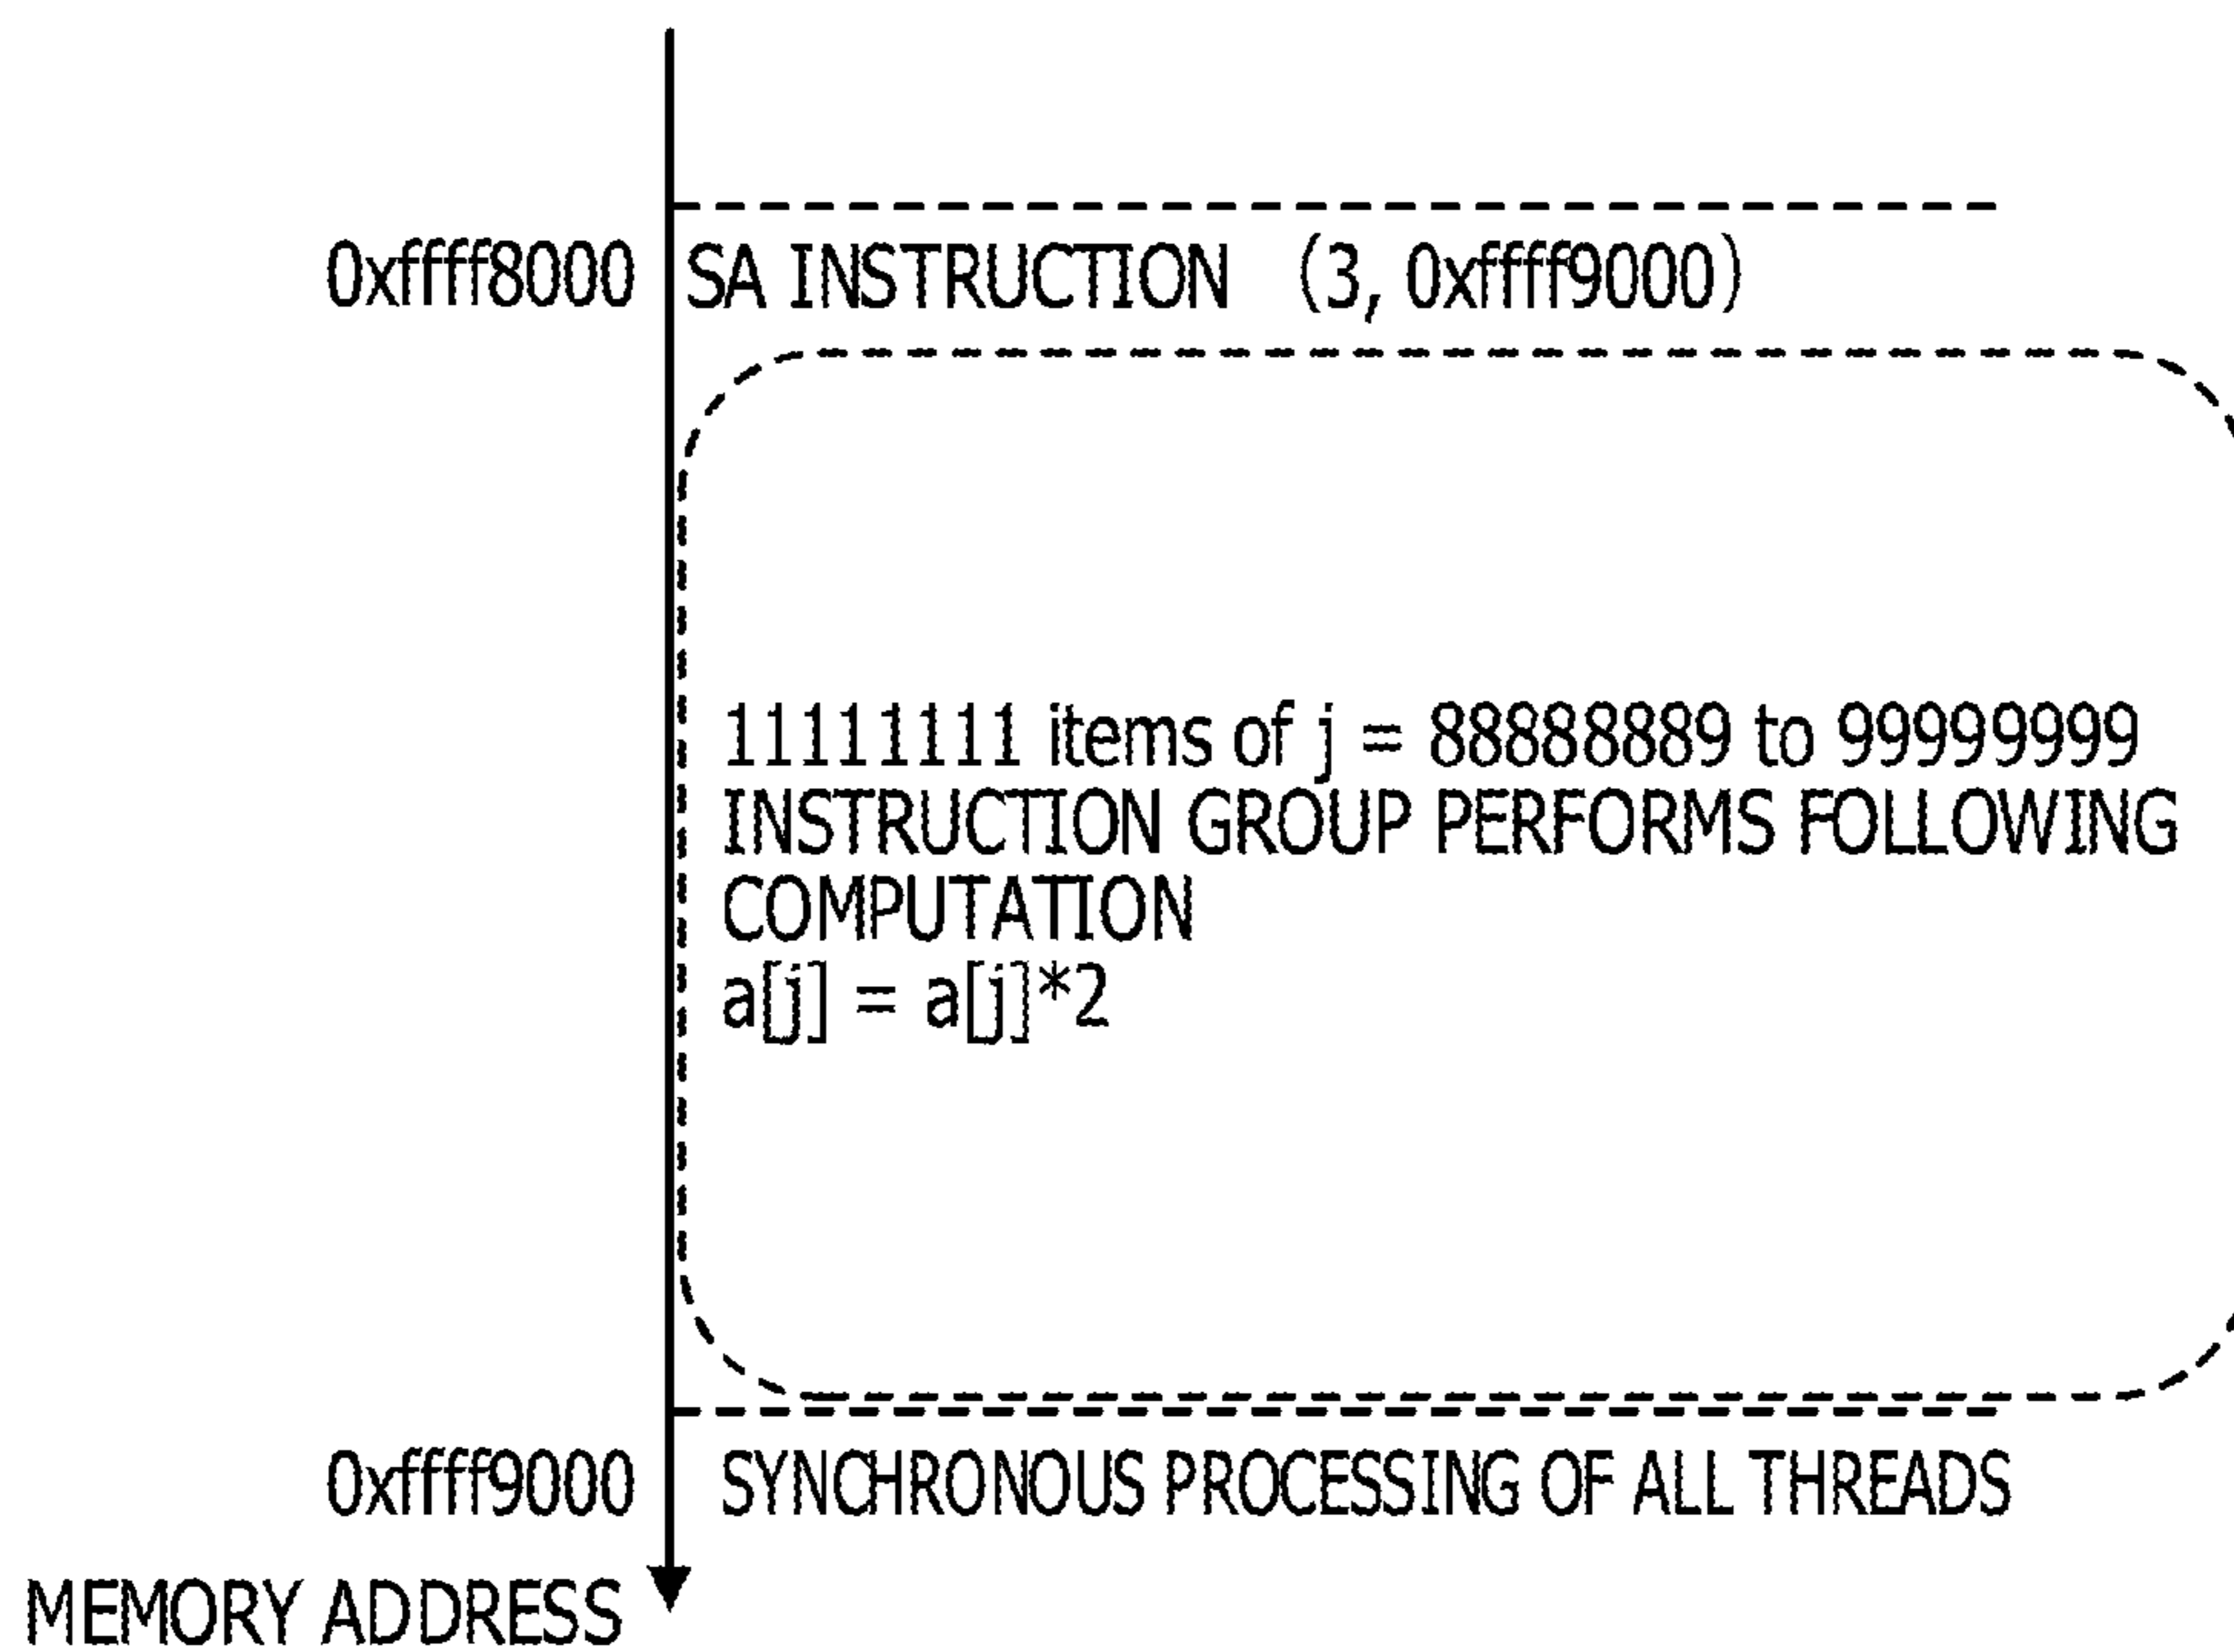 0xffff8000 SA INSTRUCTION (3, 0xffff9000)
11111111 items of j = 88888889 to 99999999
INSTRUCTION GROUP PERFORMS FOLLOWING
COMPUTATION
a[j] = a[j]*2
0xffff9000 SYNCHRONOUS PROCESSING OF ALL THREADS
MEMORY ADDRESS